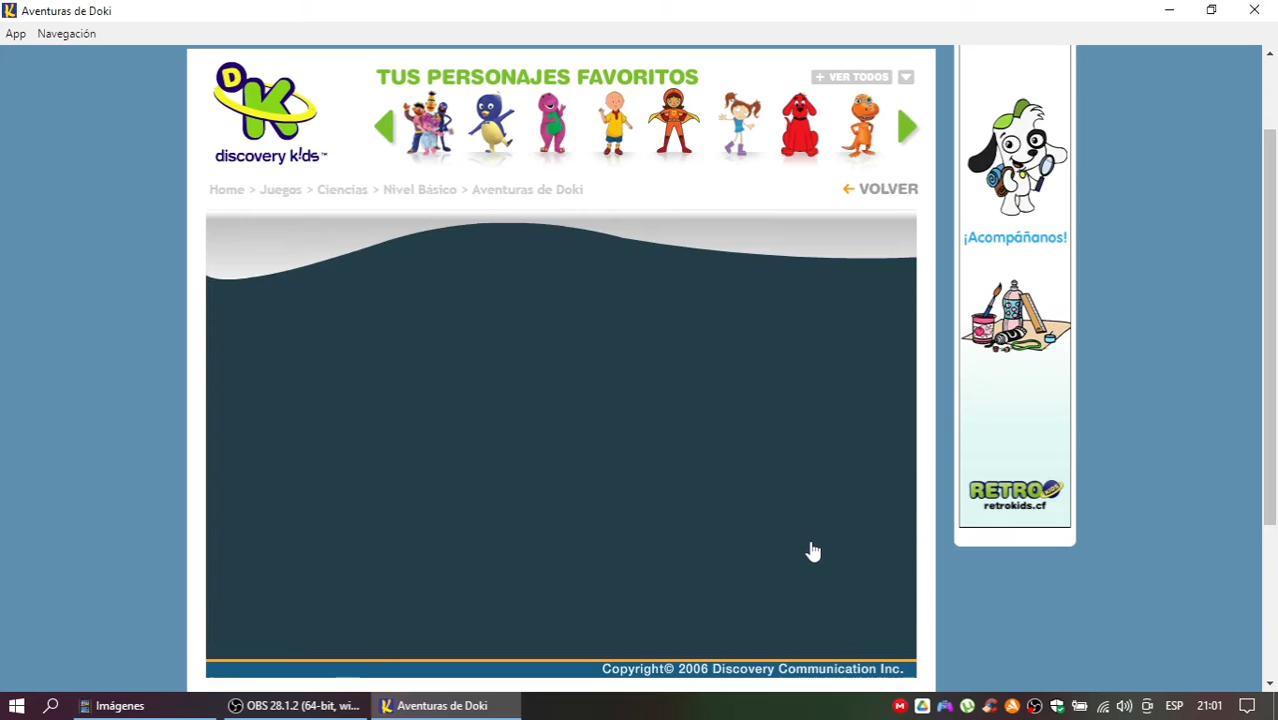 Aventuras de Doki
App Navegación
D K
discovery k!ds™
TUS PERSONAJES FAVORITOS
+ VER TODOS
Home > Juegos > Ciencias > Nivel Básico > Aventuras de Doki
← VOLVER
¡Acompáñanos!
RETRO
retrokids.cf
Copyright© 2006 Discovery Communication Inc.
Imágenes
OBS 28.1.2 (64-bit, wi...
Aventuras de Doki
ESP
21:01